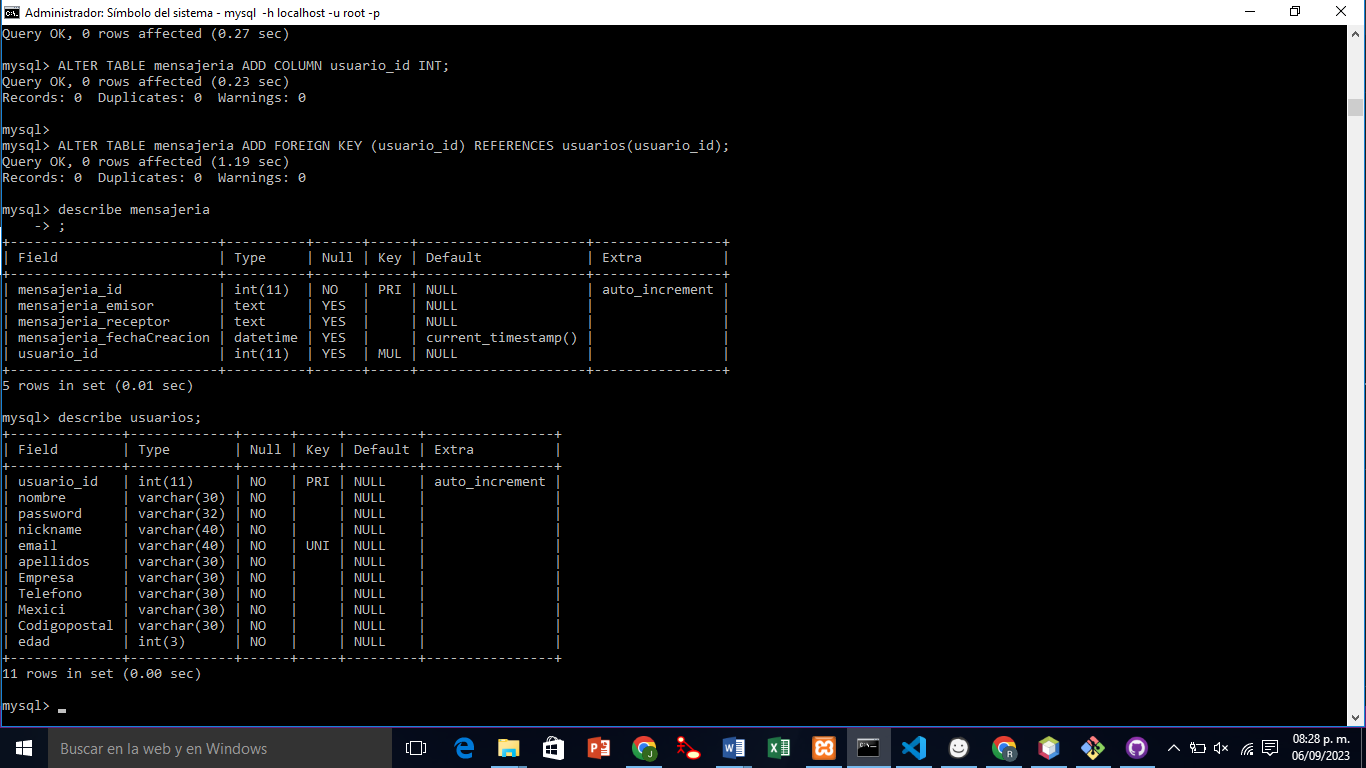 Administrador: Símbolo del sistema - mysql  -h localhost -u root -p
Query OK, 0 rows affected (0.27 sec)
mysql> ALTER TABLE mensajeria ADD COLUMN usuario_id INT;
Query OK, 0 rows affected (0.23 sec)
Records: 0  Duplicates: 0  Warnings: 0
mysql>
mysql> ALTER TABLE mensajeria ADD FOREIGN KEY (usuario_id) REFERENCES usuarios(usuario_id);
Query OK, 0 rows affected (1.19 sec)
Records: 0  Duplicates: 0  Warnings: 0
mysql> describe mensajeria
    -> ;
+--------------------------+----------+------+-----+---------------------+----------------+
| Field                    | Type     | Null | Key | Default             | Extra          |
+--------------------------+----------+------+-----+---------------------+----------------+
| mensajeria_id            | int(11)  | NO   | PRI | NULL                | auto_increment |
| mensajeria_emisor        | text     | YES  |     | NULL                |                |
| mensajeria_receptor      | text     | YES  |     | NULL                |                |
| mensajeria_fechaCreacion | datetime | YES  |     | current_timestamp() |                |
| usuario_id               | int(11)  | YES  | MUL | NULL                |                |
+--------------------------+----------+------+-----+---------------------+----------------+
5 rows in set (0.01 sec)
mysql> describe usuarios;
+--------------+-------------+------+-----+---------+----------------+
| Field        | Type        | Null | Key | Default | Extra          |
+--------------+-------------+------+-----+---------+----------------+
| usuario_id   | int(11)     | NO   | PRI | NULL    | auto_increment |
| nombre       | varchar(30) | NO   |     | NULL    |                |
| password     | varchar(32) | NO   |     | NULL    |                |
| nickname     | varchar(40) | NO   |     | NULL    |                |
| email        | varchar(40) | NO   | UNI | NULL    |                |
| apellidos    | varchar(30) | NO   |     | NULL    |                |
| Empresa      | varchar(30) | NO   |     | NULL    |                |
| Telefono     | varchar(30) | NO   |     | NULL    |                |
| Mexici       | varchar(30) | NO   |     | NULL    |                |
| Codigopostal | varchar(30) | NO   |     | NULL    |                |
| edad         | int(3)      | NO   |     | NULL    |                |
+--------------+-------------+------+-----+---------+----------------+
11 rows in set (0.00 sec)
mysql> _
Buscar en la web y en Windows
08:28 p. m.
06/09/2023